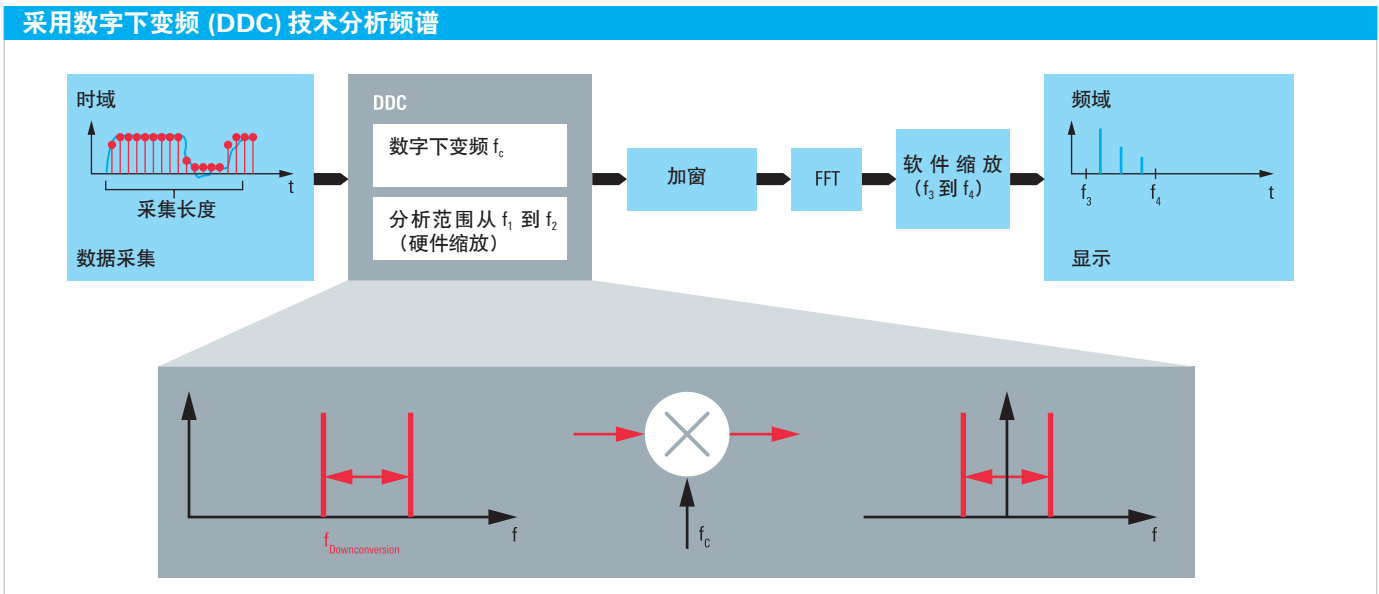 采用数字下变频 (DDC) 技术分析频谱
时域
t
采集长度
数据采集
DDC
数字下变频 fc
分析范围从 f1 到 f2
（硬件缩放）
加窗
FFT
软件缩放
（f3 到 f4）
频域
f3
f4
t
显示
f
fDownconversion
fC
f